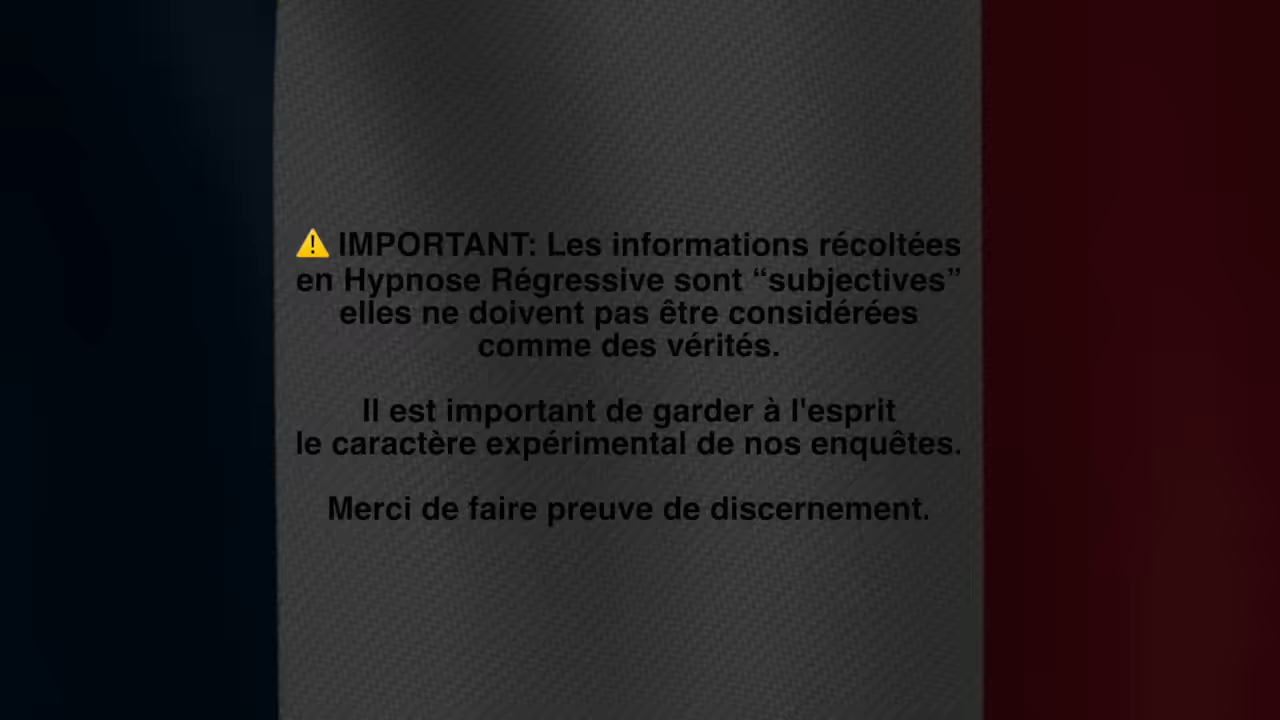 ⚠️ IMPORTANT: Les informations récoltées
en Hypnose Régressive sont “subjectives”
elles ne doivent pas être considérées
comme des vérités.
Il est important de garder à l'esprit
le caractère expérimental de nos enquêtes.
Merci de faire preuve de discernement.